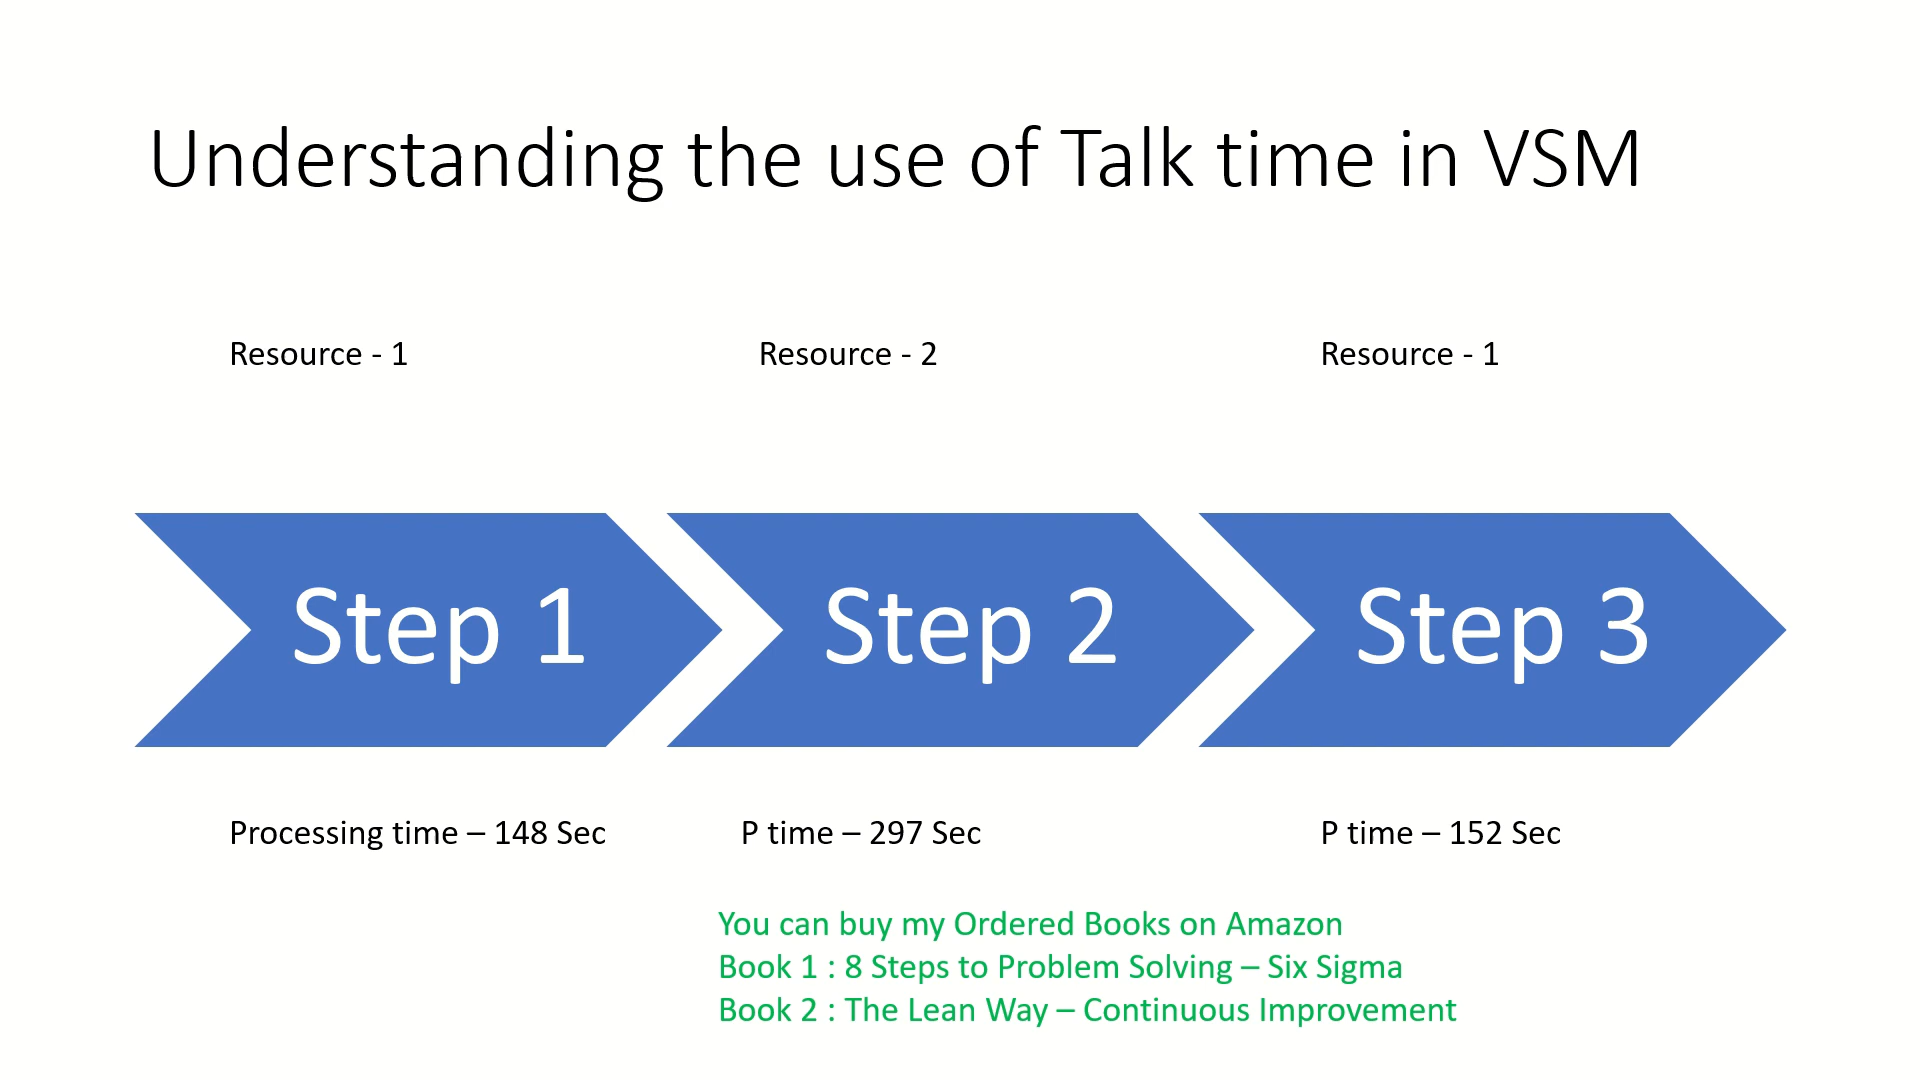 Understanding the use of Talk time in VSM
Resource - 1
Resource - 2
Resource - 1
Step 1
Step 2
Step 3
Processing time – 148 Sec
P time – 297 Sec
P time – 152 Sec
You can buy my Ordered Books on Amazon
Book 1 : 8 Steps to Problem Solving – Six Sigma
Book 2 : The Lean Way – Continuous Improvement